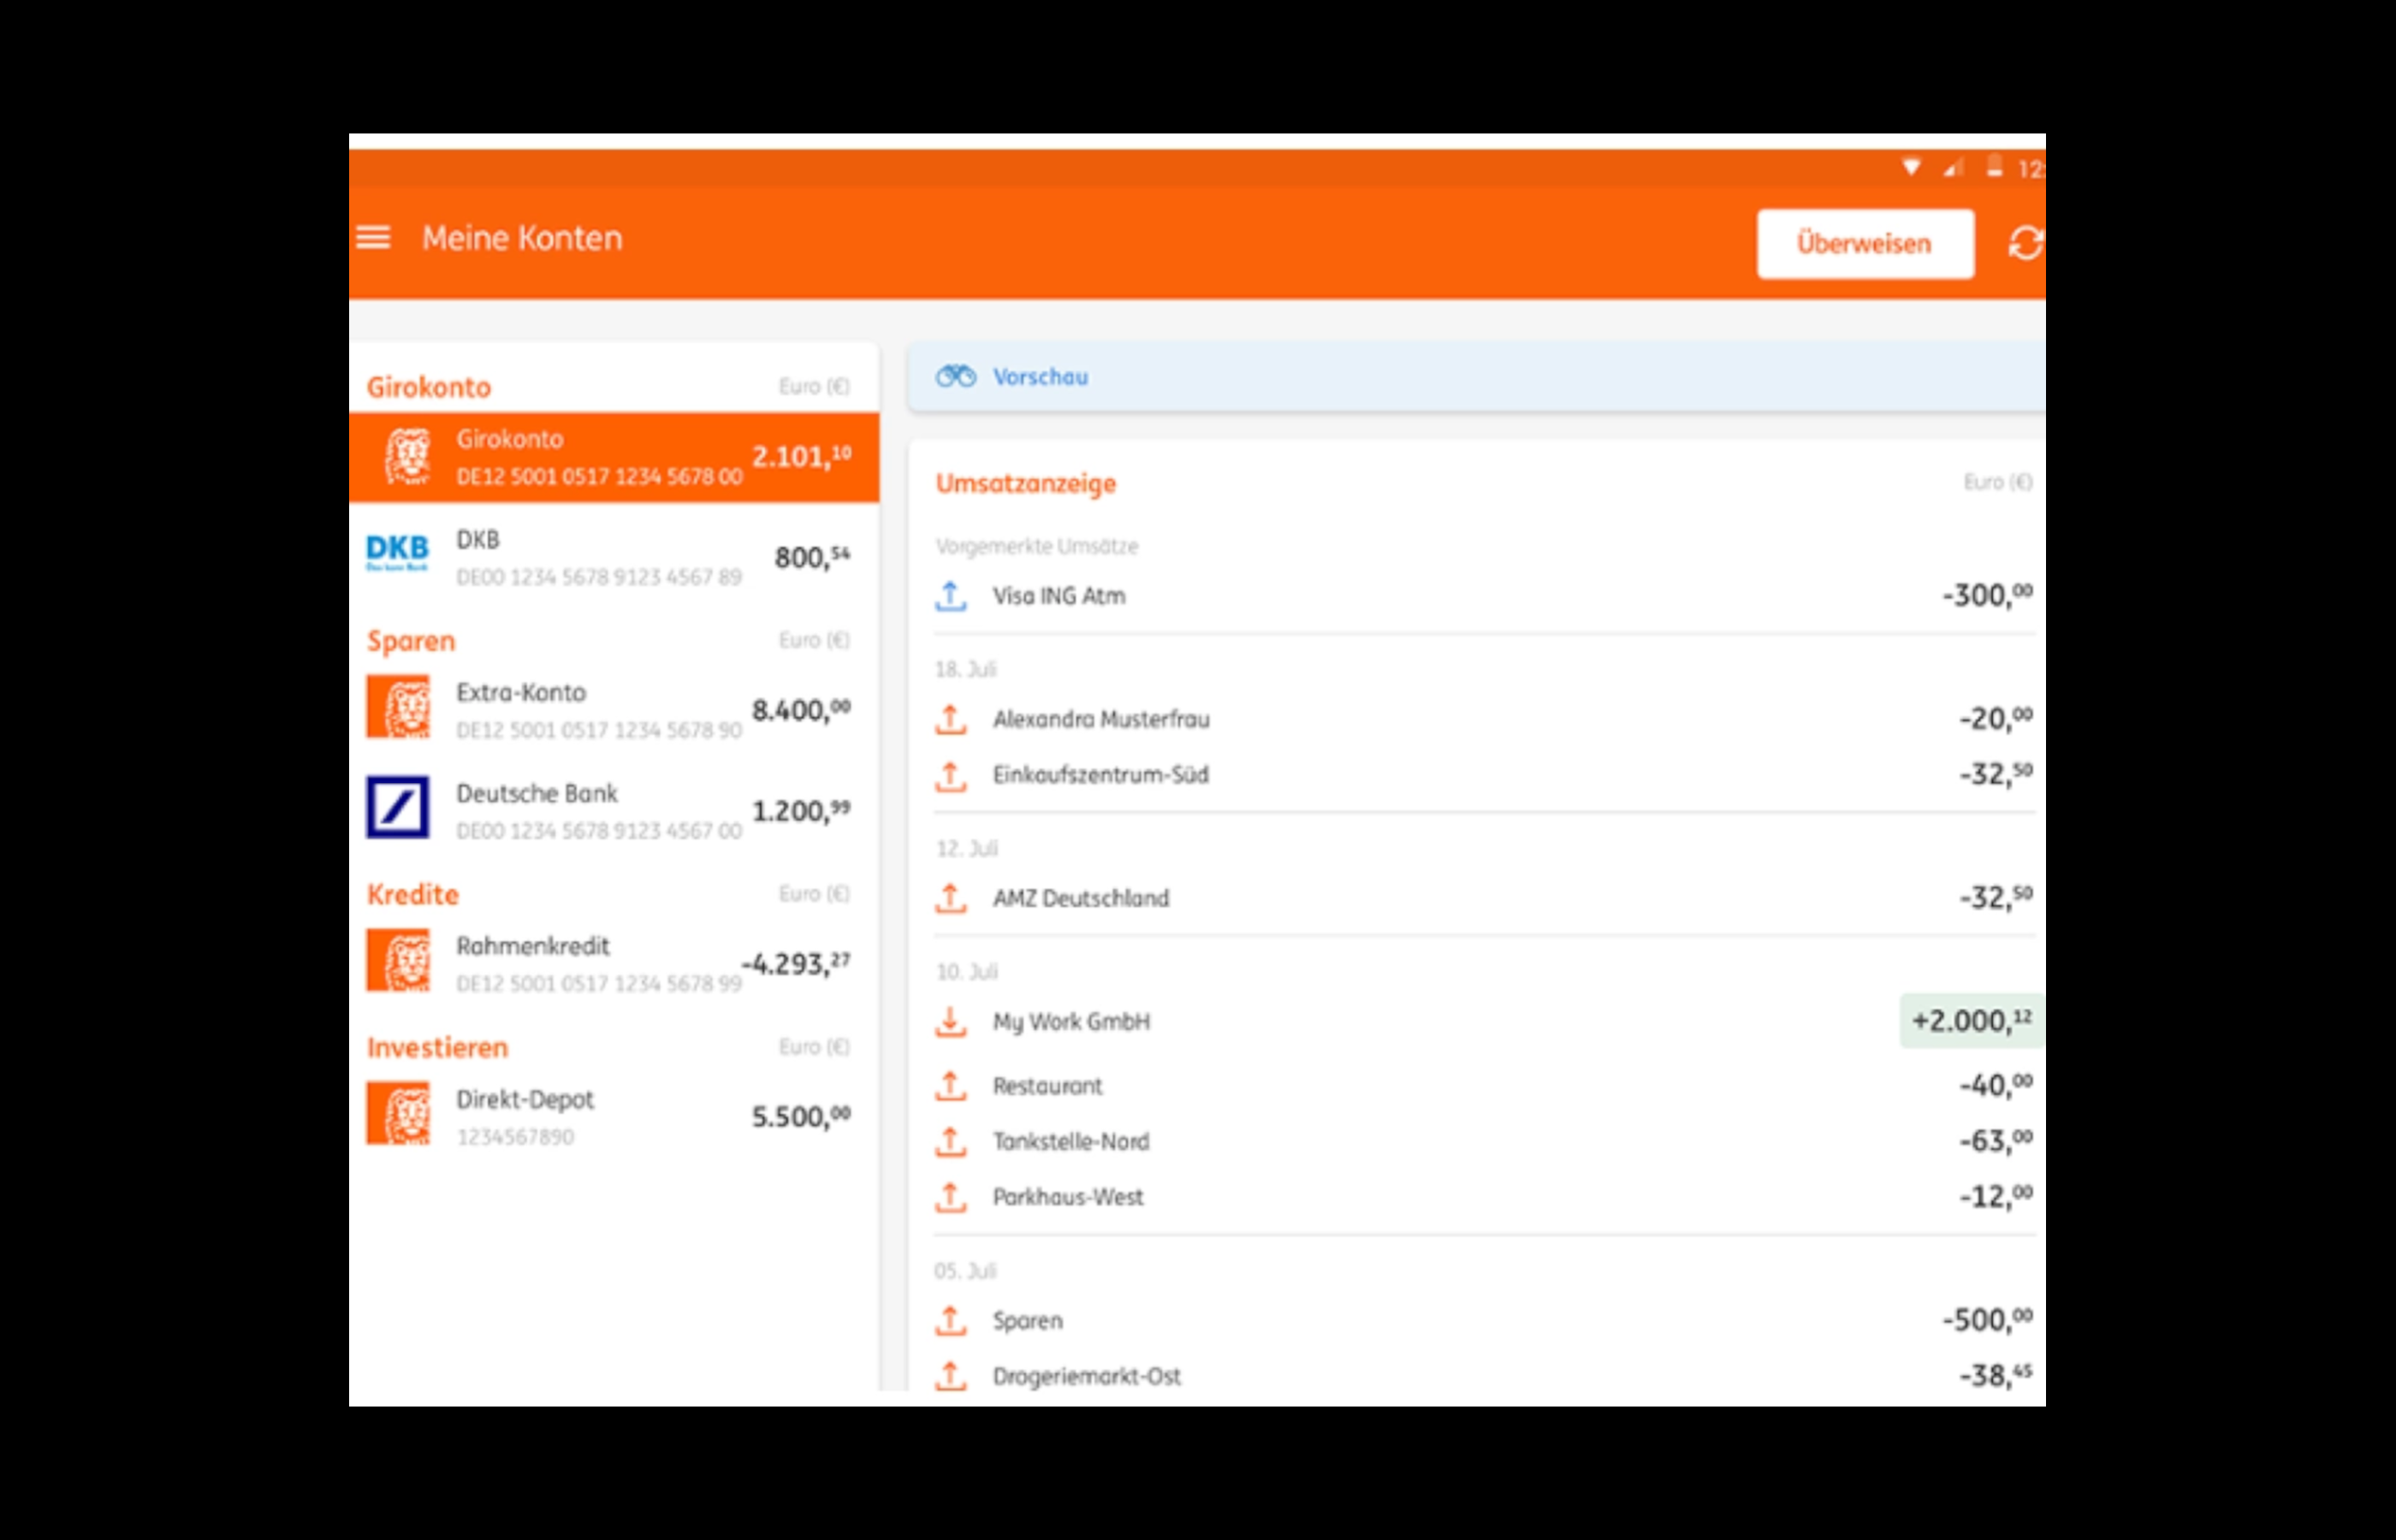 12:
Meine Konten
Überweisen
Girokonto Euro (€)
Girokonto
DE12 5001 0517 1234 5678 00 2.101,10
DKB
DKB
DE00 1234 5678 9123 4567 89 800,54
Sparen Euro (€)
Extra-Konto
DE12 5001 0517 1234 5678 90 8.400,00
Deutsche Bank
DE00 1234 5678 9123 4567 00 1.200,99
Kredite Euro (€)
Rahmenkredit
DE12 5001 0517 1234 5678 99 -4.293,27
Investieren Euro (€)
Direkt-Depot
1234567890 5.500,00
Vorschau
Umsatzanzeige Euro (€)
Vorgemerkte Umsätze
Visa ING Atm -300,00
18. Juli
Alexandra Musterfrau -20,00
Einkaufszentrum-Süd -32,50
12. Juli
AMZ Deutschland -32,50
10. Juli
My Work GmbH +2.000,12
Restaurant -40,00
Tankstelle-Nord -63,00
Parkhaus-West -12,00
05. Juli
Sparen -500,00
Drogeriemarkt-Ost -38,45